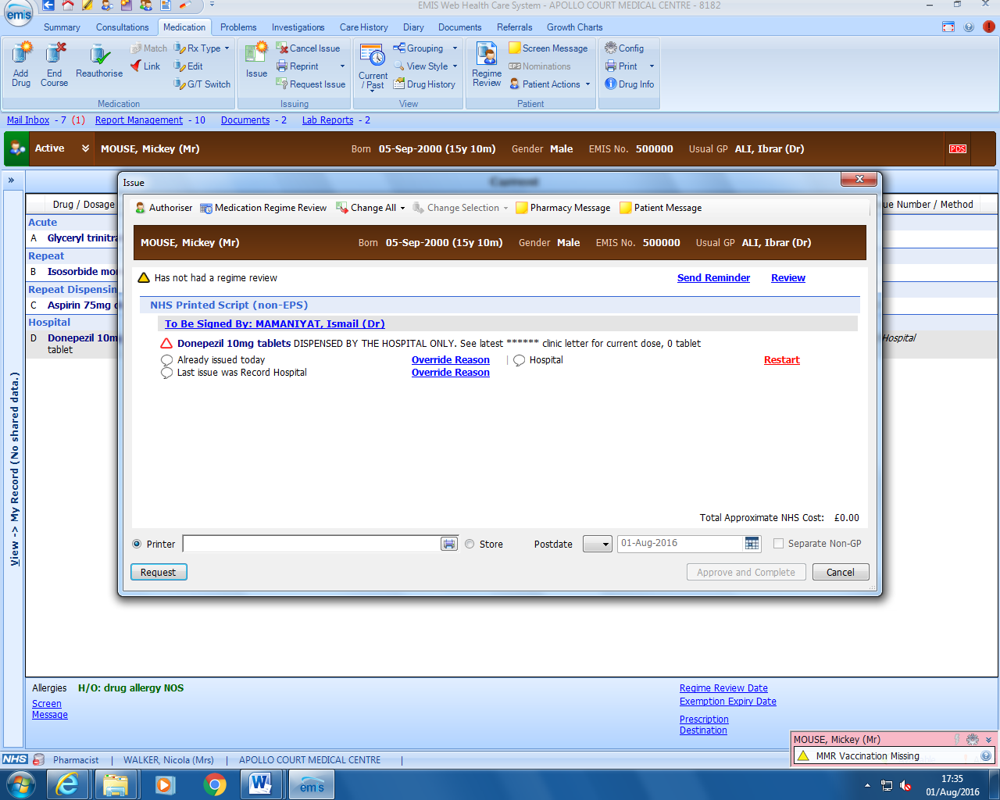 emis
EMIS Web Health Care System - APOLLO COURT MEDICAL CENTRE - 8182
Summary Consultations Medication Problems Investigations Care History Diary Documents Referrals Growth Charts
Add Drug
End Course
Reauthorise
Match
Link
Rx Type
Edit
G/T Switch
Medication
Issue
Cancel Issue
Reprint
Request Issue
Issuing
Current / Past
Grouping
View Style
Drug History
View
Regime Review
Screen Message
EPS Nominations
Patient Actions
Patient
Config
Print
Drug Info
Mail Inbox - 7 (1) Report Management - 10 Documents - 2 Lab Reports - 2
Active MOUSE, Mickey (Mr) Born 05-Sep-2000 (15y 10m) Gender Male EMIS No. 500000 Usual GP ALI, Ibrar (Dr) PDS
»
View -> My Record (No shared data.)
Current
Drug / Dosage
ue Number / Method
Acute
A Glyceryl trinitra
Repeat
B Isosorbide mo
Repeat Dispensin
C Aspirin 75mg
Hospital
D Donepezil 10m
tablet
Hospital
Issue
Authoriser Medication Regime Review Change All Change Selection Pharmacy Message Patient Message
MOUSE, Mickey (Mr) Born 05-Sep-2000 (15y 10m) Gender Male EMIS No. 500000 Usual GP ALI, Ibrar (Dr)
Has not had a regime review Send Reminder Review
NHS Printed Script (non-EPS)
To Be Signed By: MAMANIYAT, Ismail (Dr)
Donepezil 10mg tablets DISPENSED BY THE HOSPITAL ONLY. See latest ****** clinic letter for current dose, 0 tablet
Already issued today Override Reason Hospital Restart
Last issue was Record Hospital Override Reason
Total Approximate NHS Cost: £0.00
Printer Store Postdate 01-Aug-2016 Separate Non-GP
Request Approve and Complete Cancel
Allergies H/O: drug allergy NOS
Screen Message
Regime Review Date
Exemption Expiry Date
Prescription Destination
MOUSE, Mickey (Mr)
MMR Vaccination Missing
NHS Pharmacist | WALKER, Nicola (Mrs) | APOLLO COURT MEDICAL CENTRE |
emis
17:35
01/Aug/2016